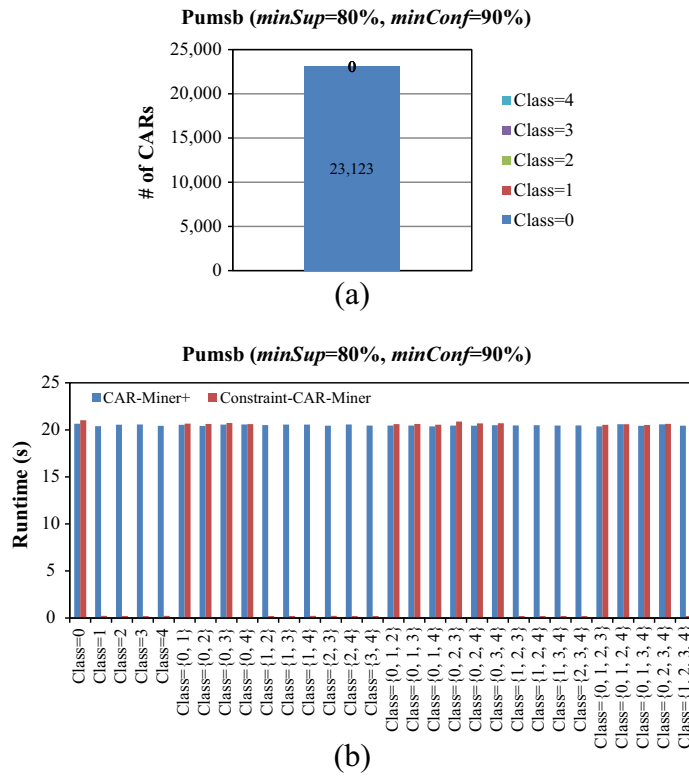 Pumsb (minSup=80%, minConf=90%)
# of CARs
25,000
20,000
15,000
10,000
5,000
0
0
23,123
Class=4
Class=3
Class=2
Class=1
Class=0
(a)
Pumsb (minSup=80%, minConf=90%)
Runtime (s)
25
20
15
10
5
0
CAR-Miner+
Constraint-CAR-Miner
Class=0
Class=1
Class=2
Class=3
Class=4
Class={0, 1}
Class={0, 2}
Class={0, 3}
Class={0, 4}
Class={1, 2}
Class={1, 3}
Class={1, 4}
Class={2, 3}
Class={2, 4}
Class={3, 4}
Class={0, 1, 2}
Class={0, 1, 3}
Class={0, 1, 4}
Class={0, 2, 3}
Class={0, 2, 4}
Class={0, 3, 4}
Class={1, 2, 3}
Class={1, 2, 4}
Class={1, 3, 4}
Class={2, 3, 4}
Class={0, 1, 2, 3}
Class={0, 1, 2, 4}
Class={0, 1, 3, 4}
Class={0, 2, 3, 4}
Class={1, 2, 3, 4}
(b)